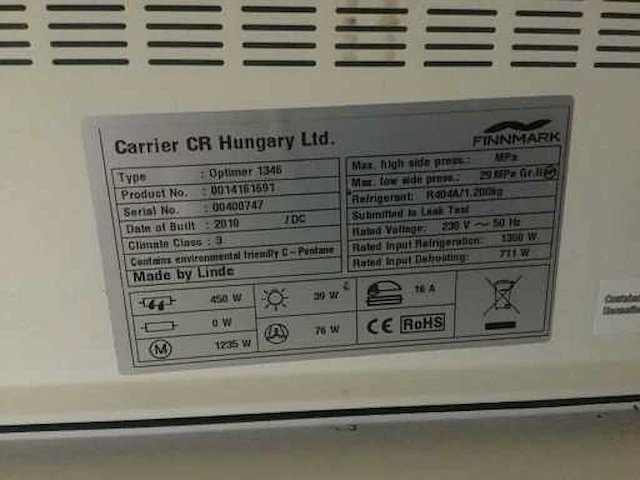 Carrier CR Hungary Ltd.
FINNMARK
Type : Optimer 1346
Product No. : 0014161691
Serial No. : 00400747
Date of Built : 2010 /DC
Climate Class : 3
Contains environmental friendly C-Pentane
Made by Linde
Max. high side press.: MPa
Max. low side press.: 29 MPa
Refrigerant: R404A/1.200kg
Submitted to Leak Test
Rated Voltage: 230 V ~ 50 Hz
Rated Input Refrigeration: 1350 W
Rated Input Defrosting: 711 W
450 W
39 W
16 A
0 W
76 W
CE RoHS
M 1235 W